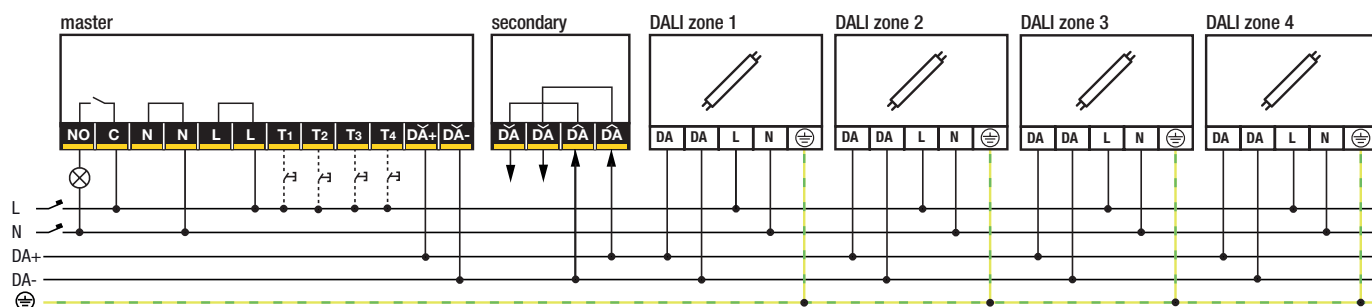 master secondary DALI zone 1 DALI zone 2 DALI zone 3 DALI zone 4
NO C N N L L T1 T2 T3 T4 DA+ DA- DA DA DA DA DA DA L N DA DA L N DA DA L N DA DA L N
L
N
DA+
DA-